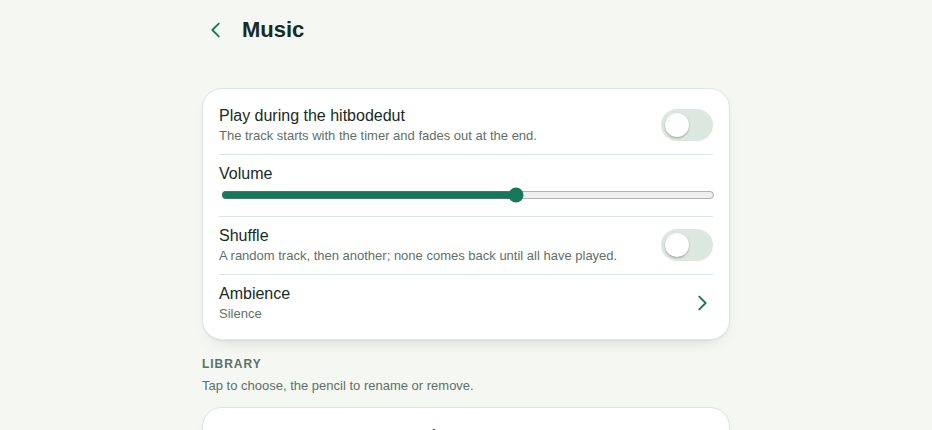 Music
Play during the hitbodedut
The track starts with the timer and fades out at the end.
Volume
Shuffle
A random track, then another; none comes back until all have played.
Ambience
Silence
LIBRARY
Tap to choose, the pencil to rename or remove.